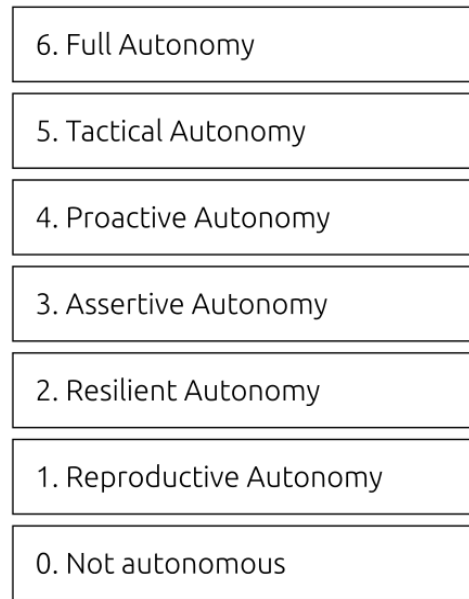 6. Full Autonomy
5. Tactical Autonomy
4. Proactive Autonomy
3. Assertive Autonomy
2. Resilient Autonomy
1. Reproductive Autonomy
0. Not autonomous